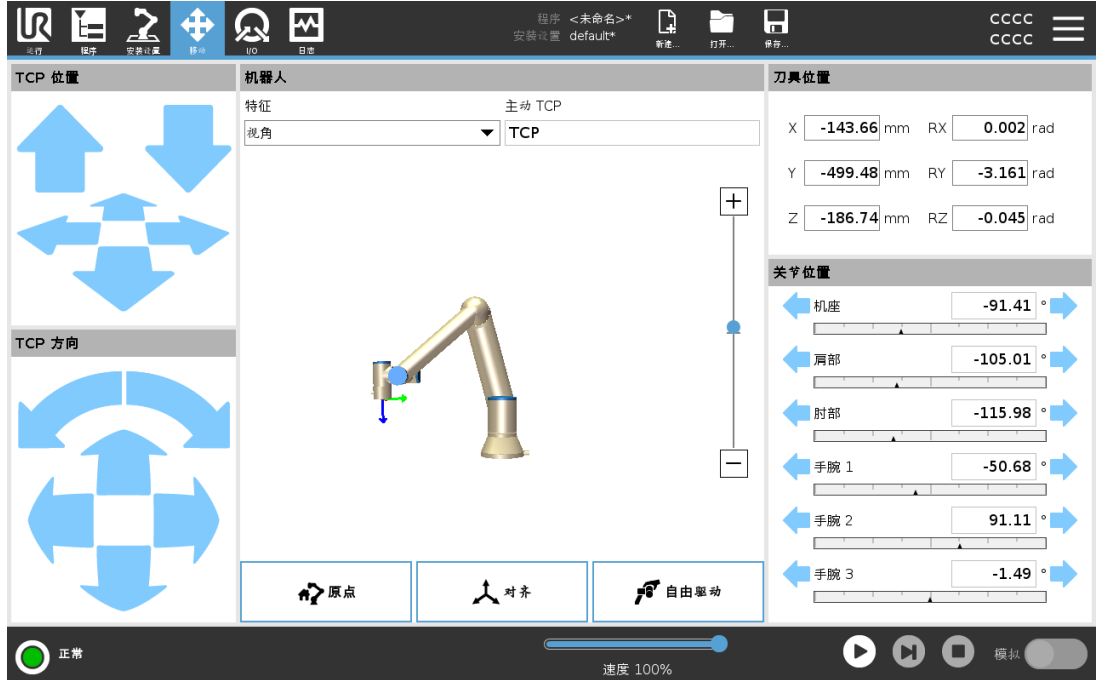 UR
运行
程序
安装设置
移动
I/O
日志
程序 <未命名>*
安装设置 default*
新建...
打开...
保存...
CCCC
CCCC
TCP 位置
机器人
刀具位置
特征
主动 TCP
视角
TCP
X -143.66 mm RX 0.002 rad
Y -499.48 mm RY -3.161 rad
Z -186.74 mm RZ -0.045 rad
关节位置
机座 -91.41 °
肩部 -105.01 °
肘部 -115.98 °
手腕 1 -50.68 °
手腕 2 91.11 °
手腕 3 -1.49 °
TCP 方向
原点
对齐
自由驱动
正常
速度 100%
模拟